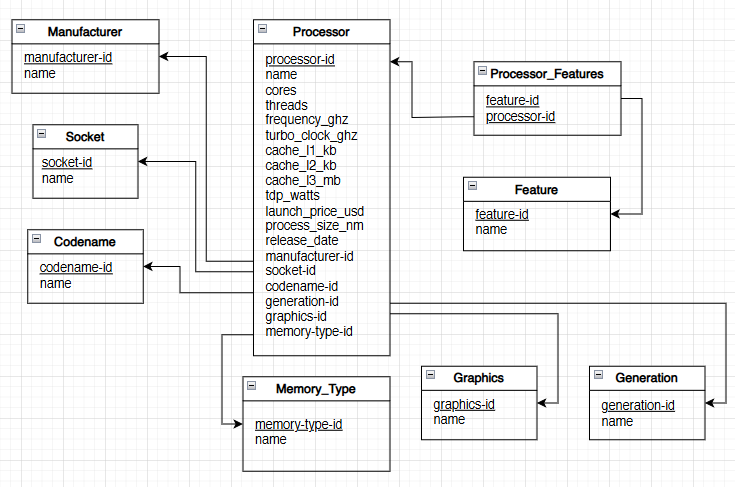 Manufacturer
manufacturer-id
name
Socket
socket-id
name
Codename
codename-id
name
Processor
processor-id
name
cores
threads
frequency_ghz
turbo_clock_ghz
cache_l1_kb
cache_l2_kb
cache_l3_mb
tdp_watts
launch_price_usd
process_size_nm
release_date
manufacturer-id
socket-id
codename-id
generation-id
graphics-id
memory-type-id
Processor_Features
feature-id
processor-id
Feature
feature-id
name
Memory_Type
memory-type-id
name
Graphics
graphics-id
name
Generation
generation-id
name